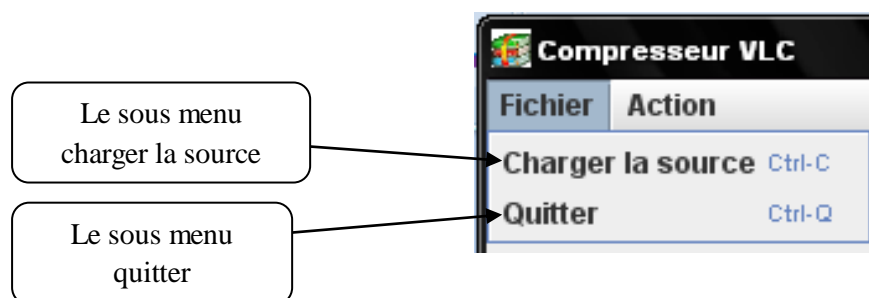 Compresseur VLC
Fichier Action
Le sous menu
charger la source
Charger la source Ctrl-C
Quitter Ctrl-Q
Le sous menu
quitter